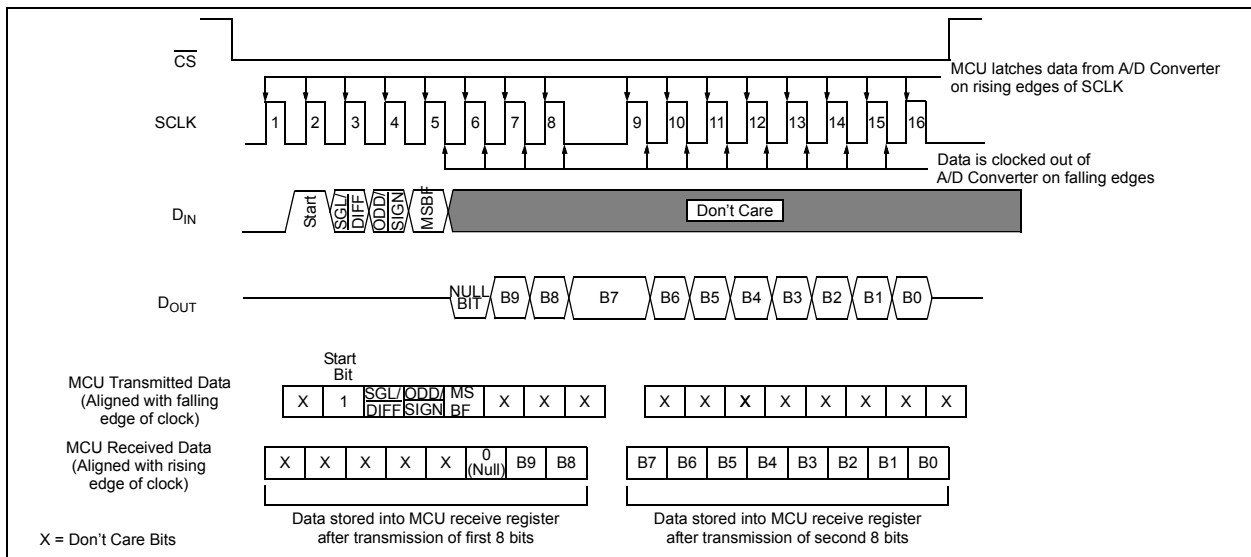 CS
MCU latches data from A/D Converter
on rising edges of SCLK
SCLK
1 2 3 4 5 6 7 8 9 10 11 12 13 14 15 16
Data is clocked out of
A/D Converter on falling edges
DIN
Start SGL/DIFF ODD/SIGN MSBF Don't Care
DOUT
NULL BIT B9 B8 B7 B6 B5 B4 B3 B2 B1 B0
Start
Bit
MCU Transmitted Data
(Aligned with falling
edge of clock)
X 1 SGL/DIFF ODD/SIGN MSBF X X X X X X X X X X X
MCU Received Data
(Aligned with rising
edge of clock)
X X X X X 0 (Null) B9 B8 B7 B6 B5 B4 B3 B2 B1 B0
Data stored into MCU receive register
after transmission of first 8 bits
Data stored into MCU receive register
after transmission of second 8 bits
X = Don't Care Bits